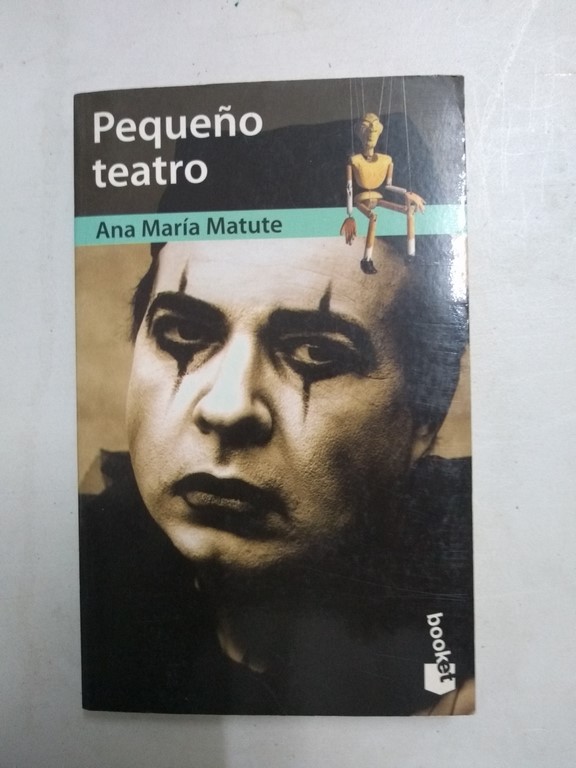 Pequeño
teatro
Ana María Matute
booket